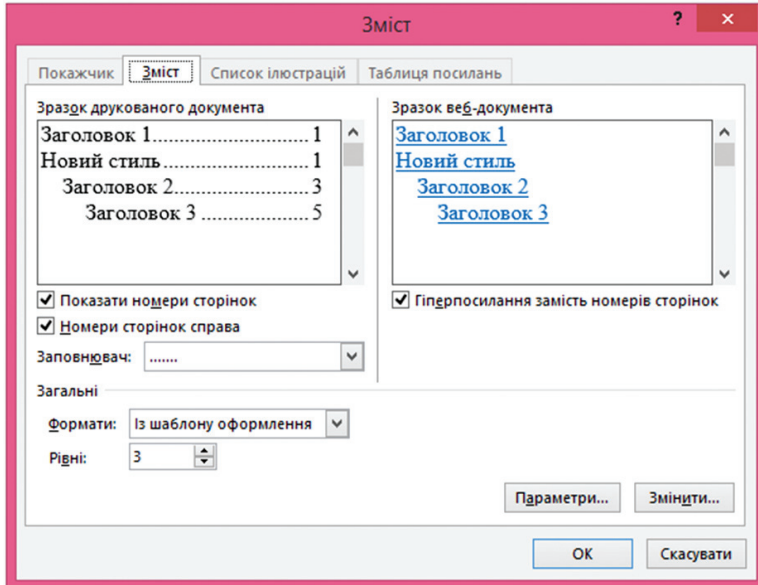 Зміст
?
×
Покажчик Зміст Список ілюстрацій Таблиця посилань
Зразок друкованого документа
Заголовок 1............................ 1
Новий стиль.......................... 1
Заголовок 2........................ 3
Заголовок 3 .................... 5
Показати номери сторінок
Номери сторінок справа
Заповнювач: .......
Зразок веб-документа
Заголовок 1
Новий стиль
Заголовок 2
Заголовок 3
Гіперпосилання замість номерів сторінок
Загальні
Формати: Із шаблону оформлення
Рівні: 3
Параметри... Змінити...
ОК Скасувати